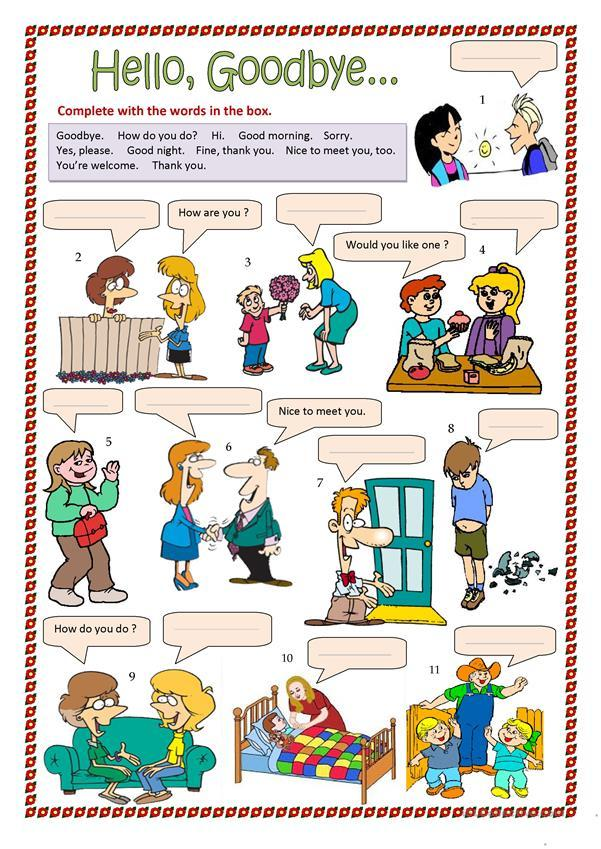 Hello, Goodbye...
Complete with the words in the box.
Goodbye. How do you do? Hi. Good morning. Sorry.
Yes, please. Good night. Fine, thank you. Nice to meet you, too.
You're welcome. Thank you.
1
How are you ?
2
3
Would you like one ?
4
5
6
Nice to meet you.
7
8
How do you do ?
9
10
11